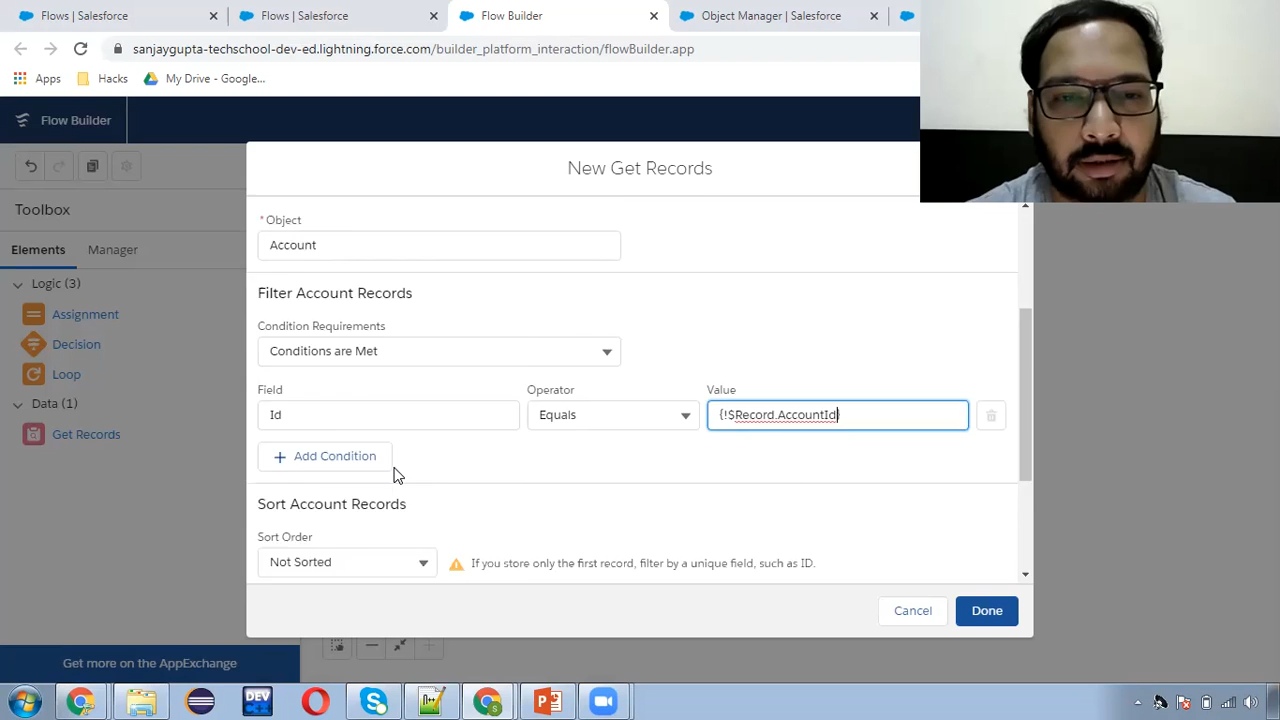 Flows | Salesforce
Flows | Salesforce
Flow Builder
Object Manager | Salesforce
sanjaygupta-techschool-dev-ed.lightning.force.com/builder_platform_interaction/flowBuilder.app
Apps
Hacks
My Drive - Google...
Flow Builder
New Get Records
Toolbox
Elements
Manager
Logic (3)
Assignment
Decision
Loop
Data (1)
Get Records
* Object
Account
Filter Account Records
Condition Requirements
Conditions are Met
Field
Operator
Value
Id
Equals
{!$Record.AccountId}
+ Add Condition
Sort Account Records
Sort Order
Not Sorted
If you store only the first record, filter by a unique field, such as ID.
Cancel
Done
Get more on the AppExchange
DEV
C++